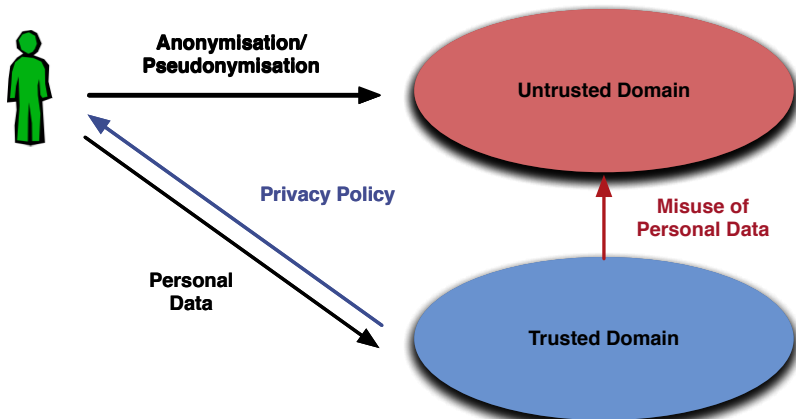 Anonymisation/
Pseudonymisation
Untrusted Domain
Privacy Policy
Misuse of
Personal Data
Personal
Data
Trusted Domain